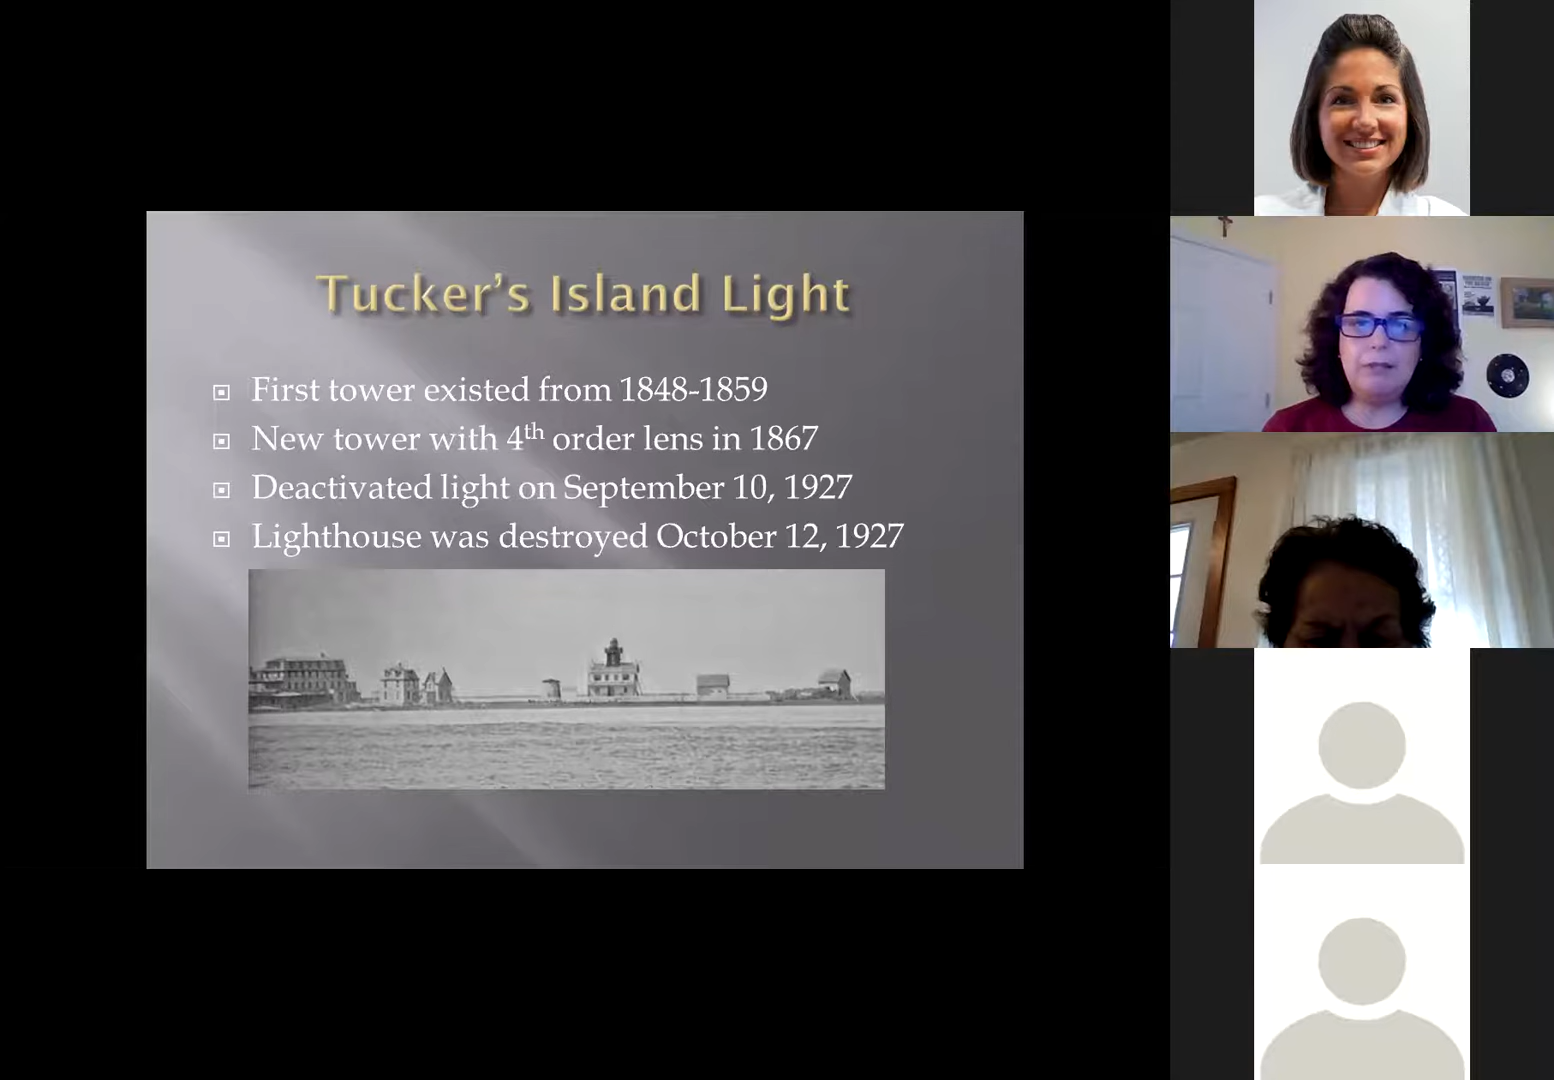 Tucker's Island Light
First tower existed from 1848-1859
New tower with 4th order lens in 1867
Deactivated light on September 10, 1927
Lighthouse was destroyed October 12, 1927